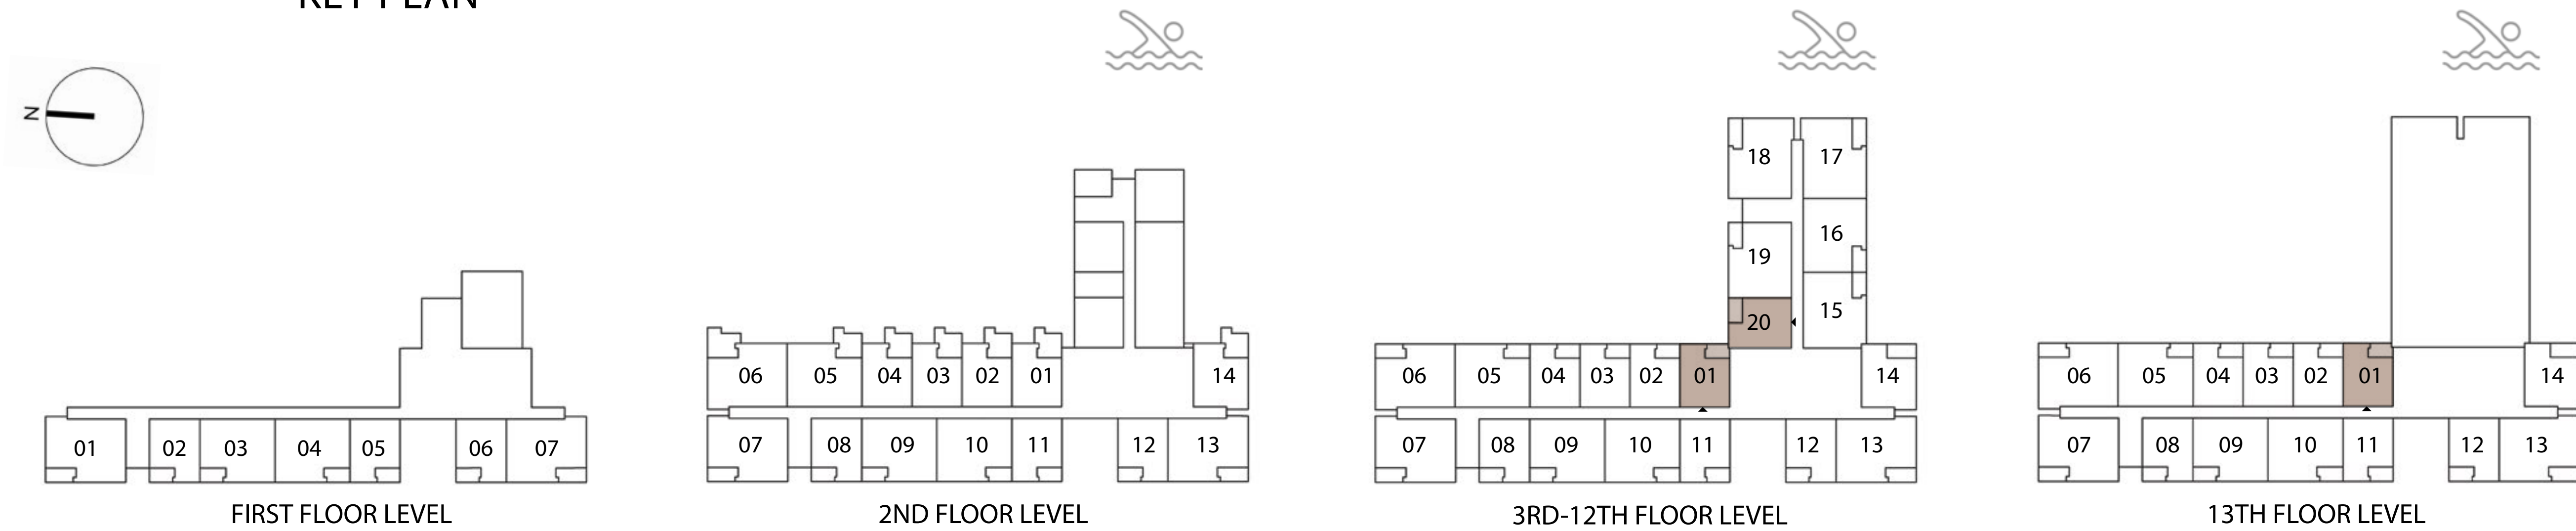 KEY PLAN
N
01 02 03 04 05 06 07
FIRST FLOOR LEVEL
06 05 04 03 02 01 14
07 08 09 10 11 12 13
2ND FLOOR LEVEL
18 17
16
19
20 15
06 05 04 03 02 01 14
07 08 09 10 11 12 13
3RD-12TH FLOOR LEVEL
06 05 04 03 02 01 14
07 08 09 10 11 12 13
13TH FLOOR LEVEL